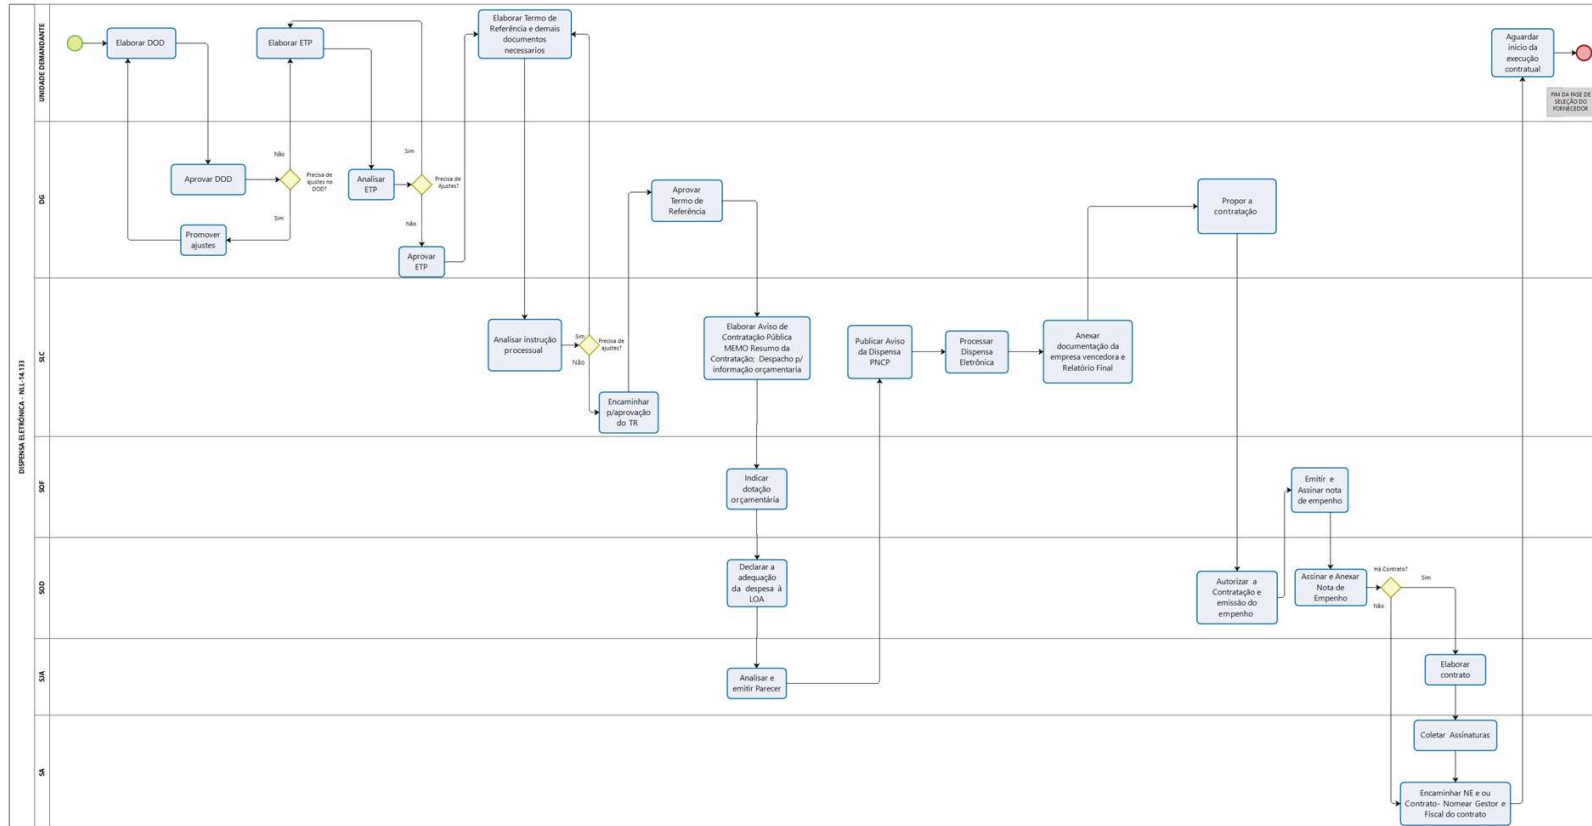 DISPENSA ELETRÔNICA - NLL-14.133
UNIDADE DEMANDANTE
Elaborar DOD
Elaborar ETP
Elaborar Termo de
Referência e demais
documentos
necessarios
Aguardar
inicio da
execução
contratual
FIM DA FASE DE
SELEÇÃO DO
FORNECEDOR
DG
Aprovar DOD
Não
Precisa de
ajustes no
DOD?
Sim
Promover
ajustes
Analisar
ETP
Sim
Precisa de
Ajustes?
Não
Aprovar
ETP
Aprovar
Termo de
Referência
Propor a
contratação
SLC
Analisar instrução
processual
Sim
Precisa de
ajustes?
Não
Encaminhar
p/aprovação
do TR
Elaborar Aviso de
Contratação Pública
MEMO Resumo da
Contratação; Despacho p/
informação orçamentaria
Publicar Aviso
da Dispensa
PNCP
Processar
Dispensa
Eletrônica
Anexar
documentação da
empresa vencedora e
Relatório Final
SOF
Indicar
dotação
orçamentária
Emitir e
Assinar nota
de empenho
SOD
Declarar a
adequação
da despesa à
LOA
Autorizar a
Contratação e
emissão do
empenho
Assinar e Anexar
Nota de
Empenho
Há Contrato?
Sim
Não
SJA
Analisar e
emitir Parecer
Elaborar
contrato
SA
Coletar Assinaturas
Encaminhar NE e ou
Contrato- Nomear Gestor e
Fiscal do contrato